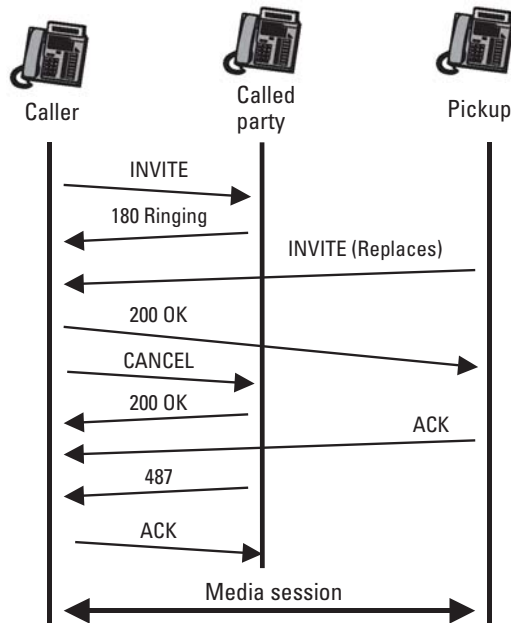 Caller
Called
party
Pickup
INVITE
180 Ringing
INVITE (Replaces)
200 OK
CANCEL
200 OK
ACK
487
ACK
Media session